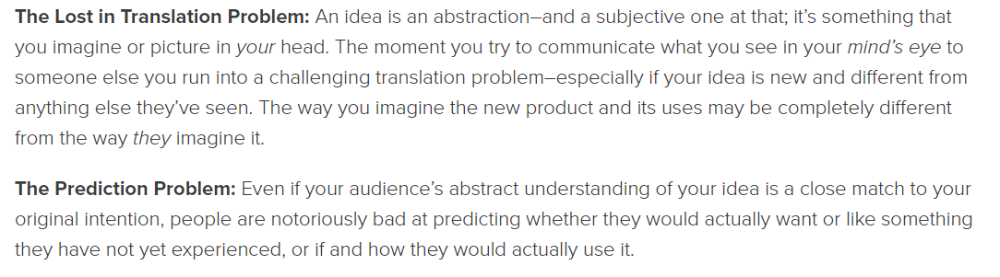 The Lost in Translation Problem: An idea is an abstraction–and a subjective one at that; it's something that
you imagine or picture in your head. The moment you try to communicate what you see in your mind's eye to
someone else you run into a challenging translation problem–especially if your idea is new and different from
anything else they've seen. The way you imagine the new product and its uses may be completely different
from the way they imagine it.
The Prediction Problem: Even if your audience's abstract understanding of your idea is a close match to your
original intention, people are notoriously bad at predicting whether they would actually want or like something
they have not yet experienced, or if and how they would actually use it.